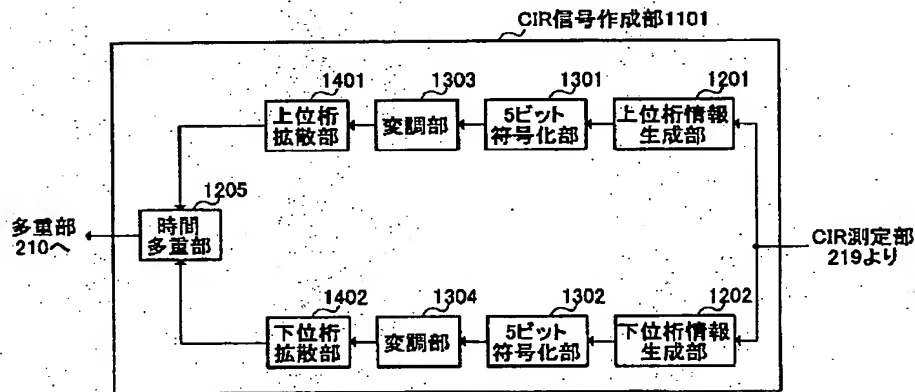 CIR信号作成部1101
1401
1303
1301
1201
上位桁
拡散部
変調部
5ビット
符号化部
上位桁情報
生成部
1205
時間
多重部
多重部
210へ
CIR測定部
219より
1402
1304
1302
1202
下位桁
拡散部
変調部
5ビット
符号化部
下位桁情報
生成部